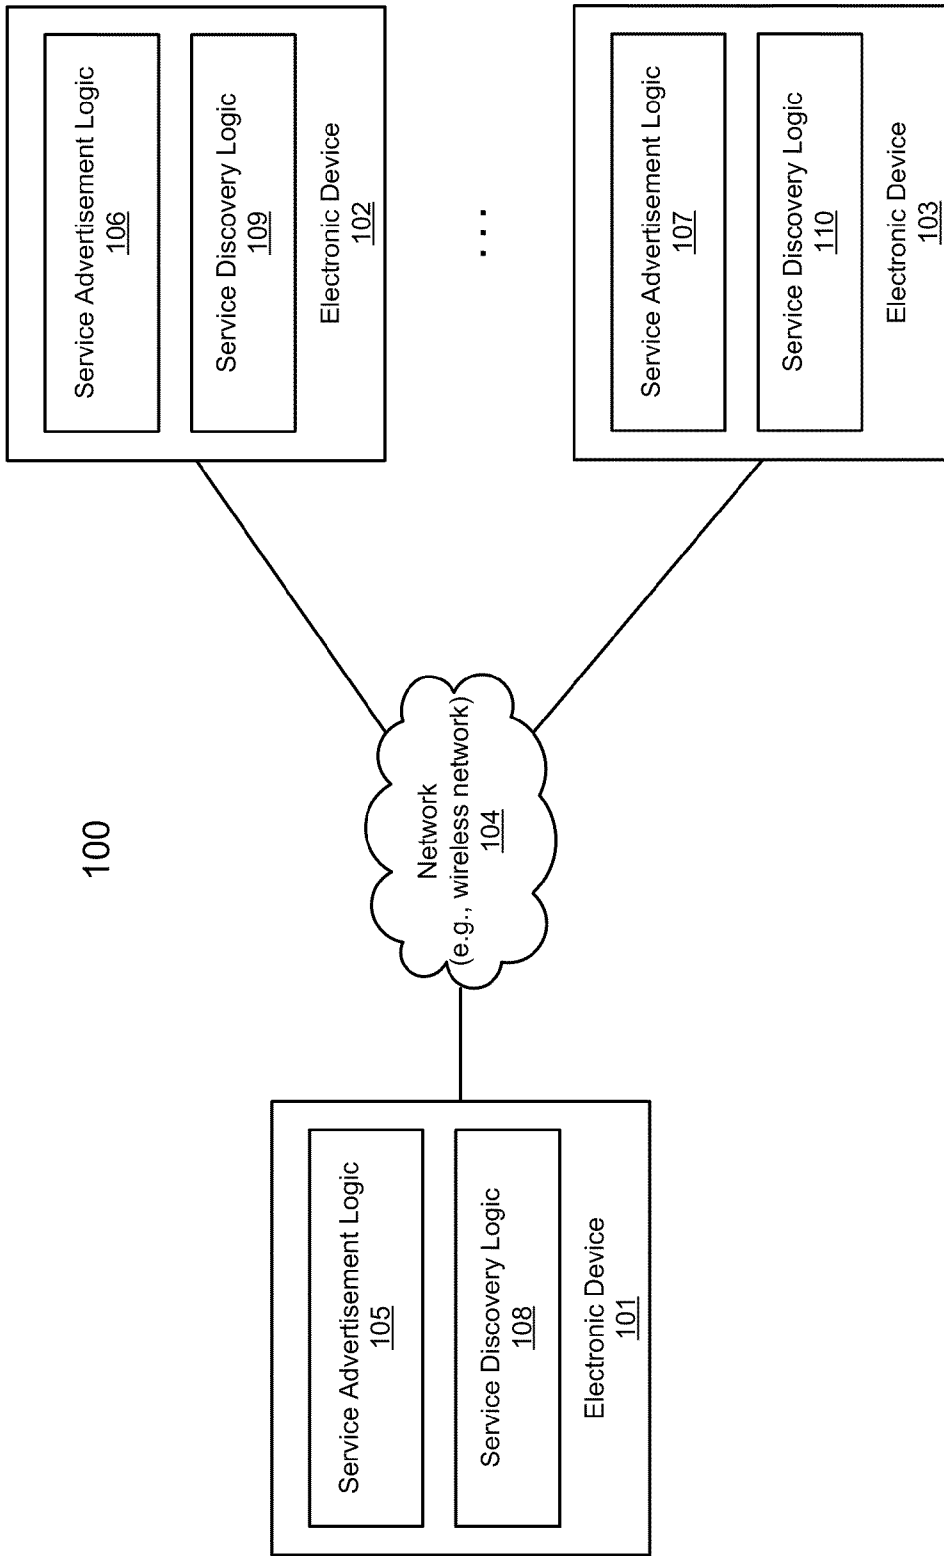 100
Service Advertisement Logic
105
Service Discovery Logic
108
Electronic Device
101
Network
(e.g., wireless network)
104
Service Advertisement Logic
106
Service Discovery Logic
109
Electronic Device
102
. . .
Service Advertisement Logic
107
Service Discovery Logic
110
Electronic Device
103